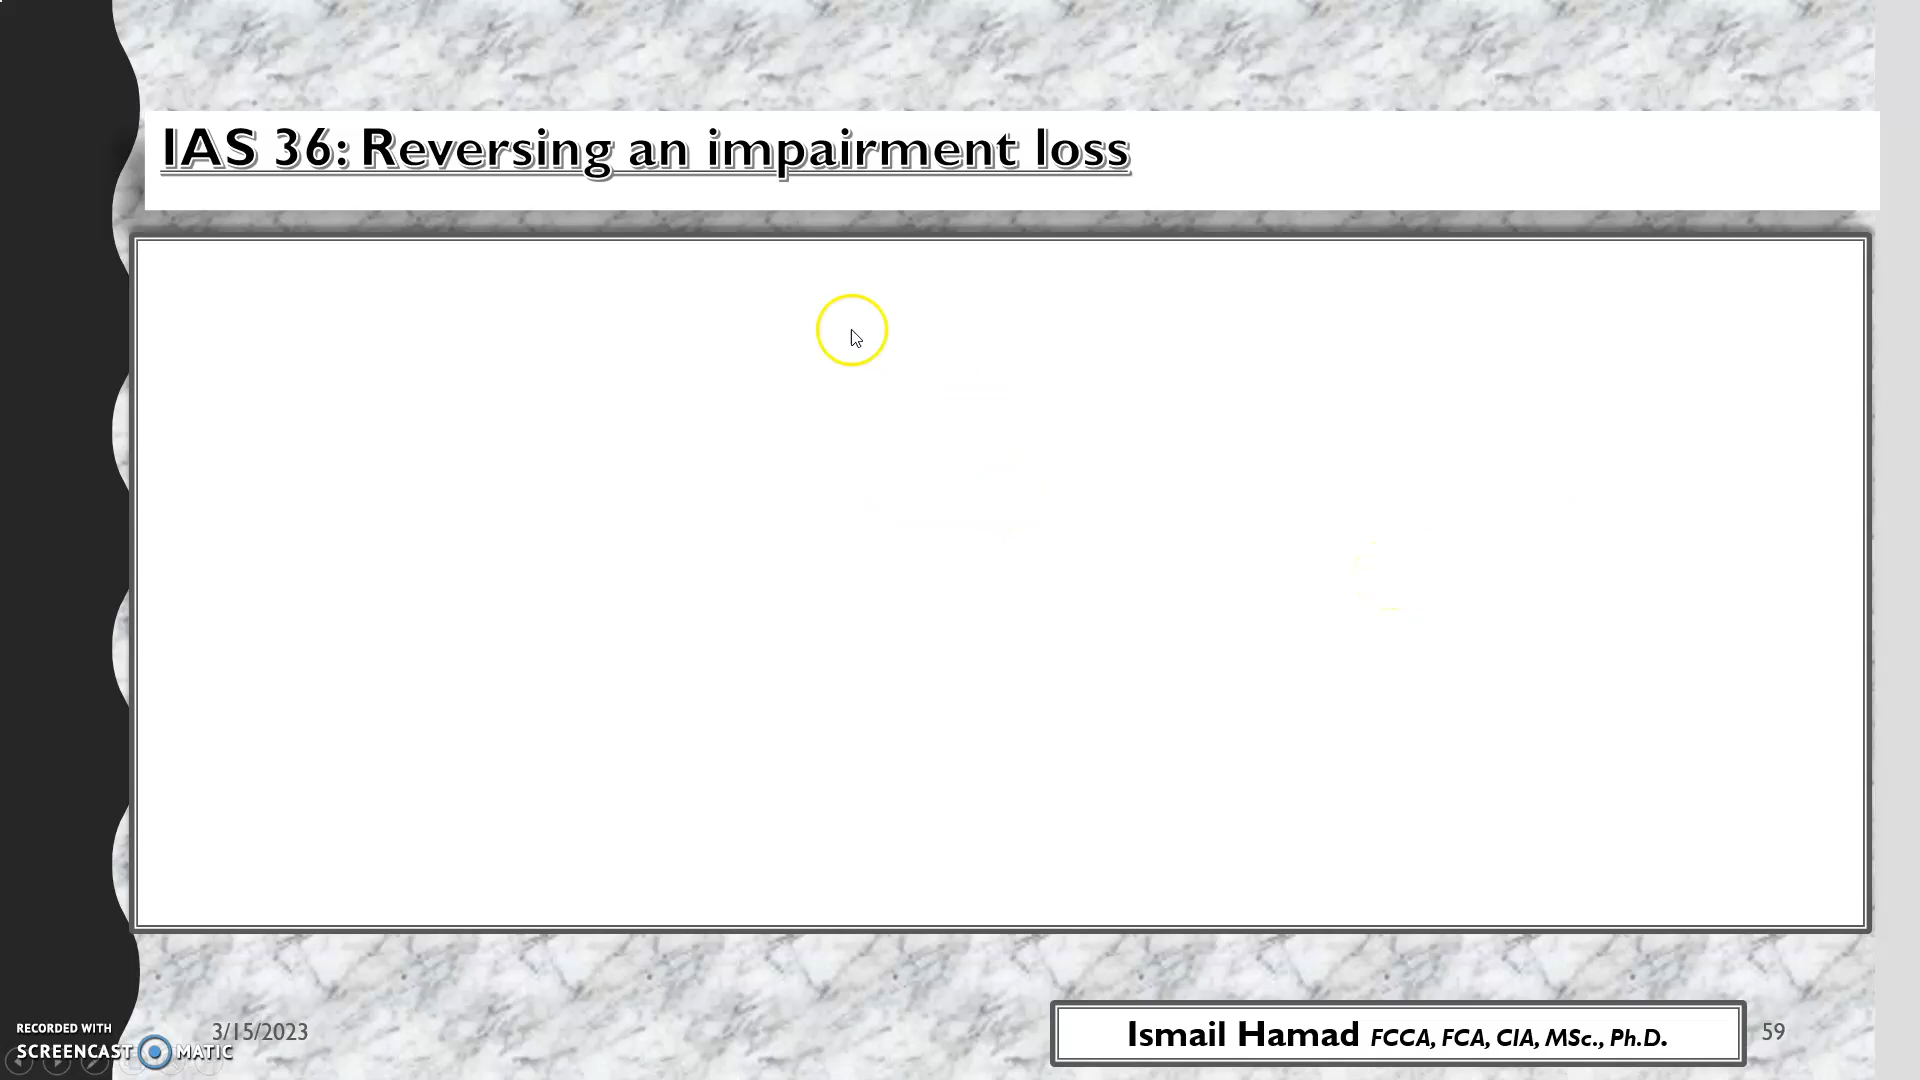 IAS 36: Reversing an impairment loss
RECORDED WITH
SCREENCAST MATIC
3/15/2023
Ismail Hamad FCCA, FCA, CIA, MSc., Ph.D.
59